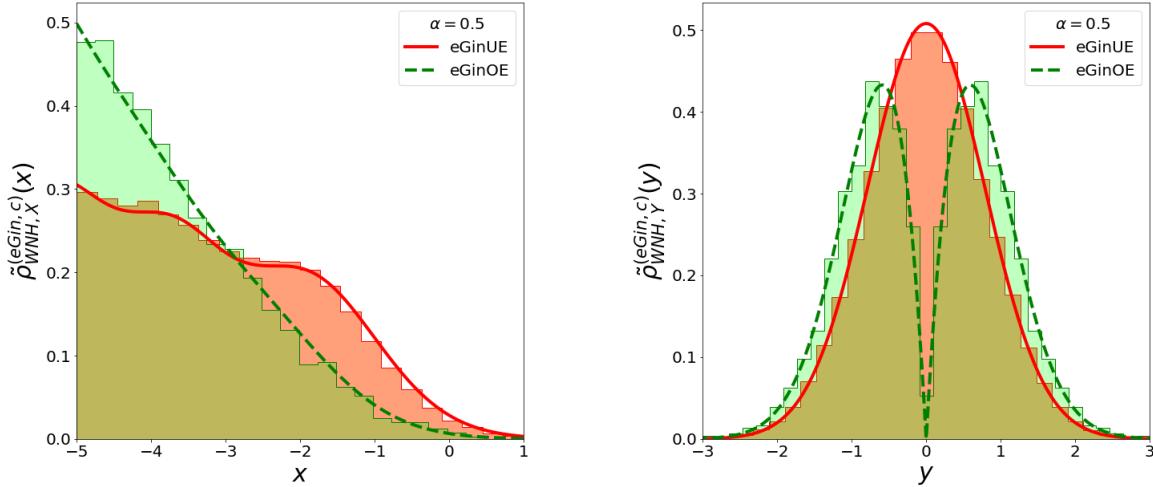 0.5
0.4
0.3
0.2
0.1
0.0
−5 −4 −3 −2 −1 0 1
x
ρ̃_{WNH, X}^{(eGin, c)}(x)
α = 0.5
eGinUE
eGinOE
0.5
0.4
0.3
0.2
0.1
0.0
−3 −2 −1 0 1 2 3
y
ρ̃_{WNH, Y}^{(eGin, c)}(y)
α = 0.5
eGinUE
eGinOE